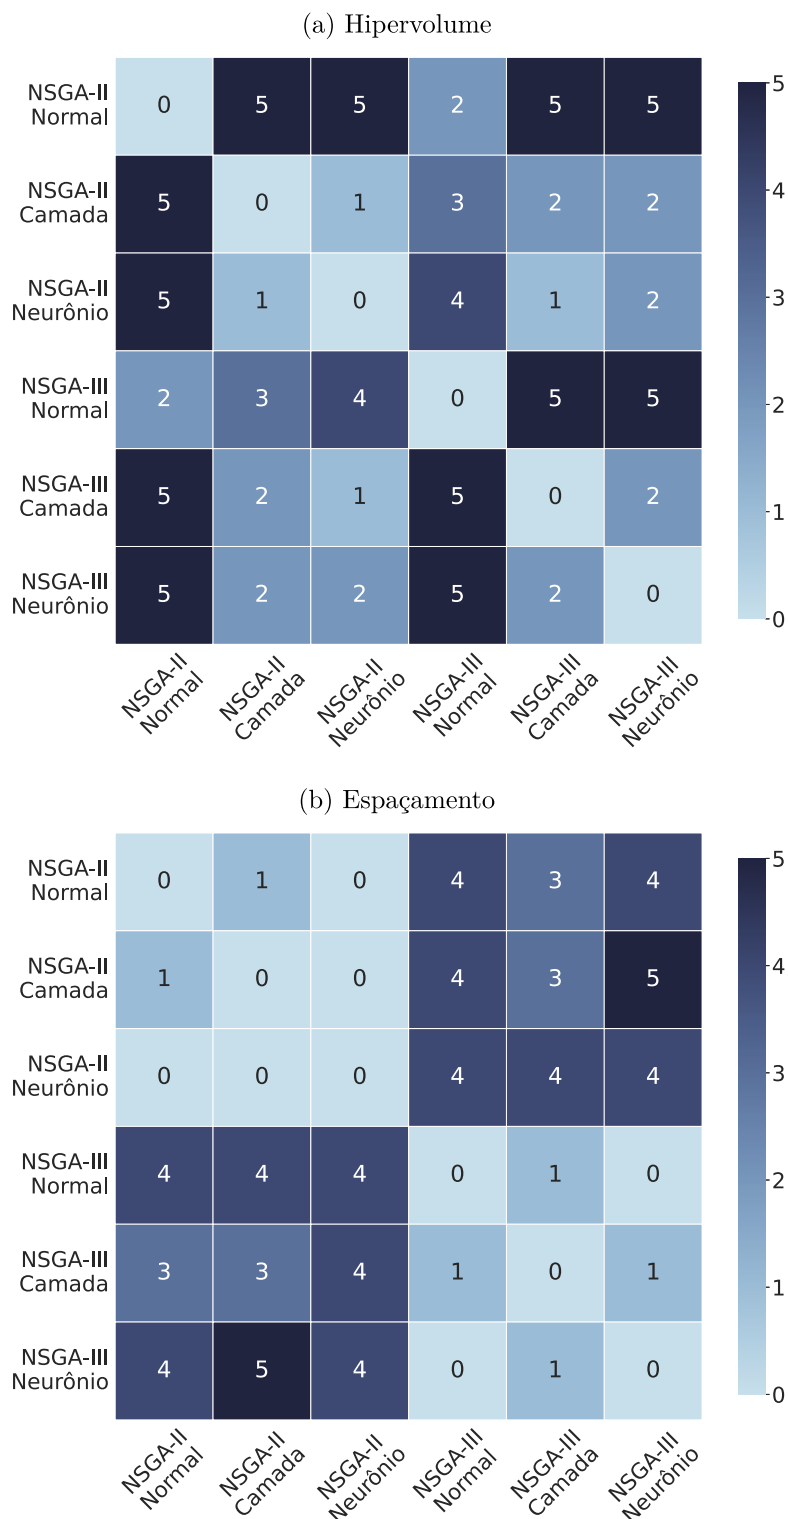 (a) Hipervolume
NSGA-II
Normal
0 5 5 2 5 5
NSGA-II
Camada
5 0 1 3 2 2
NSGA-II
Neurônio
5 1 0 4 1 2
NSGA-III
Normal
2 3 4 0 5 5
NSGA-III
Camada
5 2 1 5 0 2
NSGA-III
Neurônio
5 2 2 5 2 0
NSGA-II
Normal
NSGA-II
Camada
NSGA-II
Neurônio
NSGA-III
Normal
NSGA-III
Camada
NSGA-III
Neurônio
5
4
3
2
1
0
(b) Espaçamento
NSGA-II
Normal
0 1 0 4 3 4
NSGA-II
Camada
1 0 0 4 3 5
NSGA-II
Neurônio
0 0 0 4 4 4
NSGA-III
Normal
4 4 4 0 1 0
NSGA-III
Camada
3 3 4 1 0 1
NSGA-III
Neurônio
4 5 4 0 1 0
NSGA-II
Normal
NSGA-II
Camada
NSGA-II
Neurônio
NSGA-III
Normal
NSGA-III
Camada
NSGA-III
Neurônio
5
4
3
2
1
0